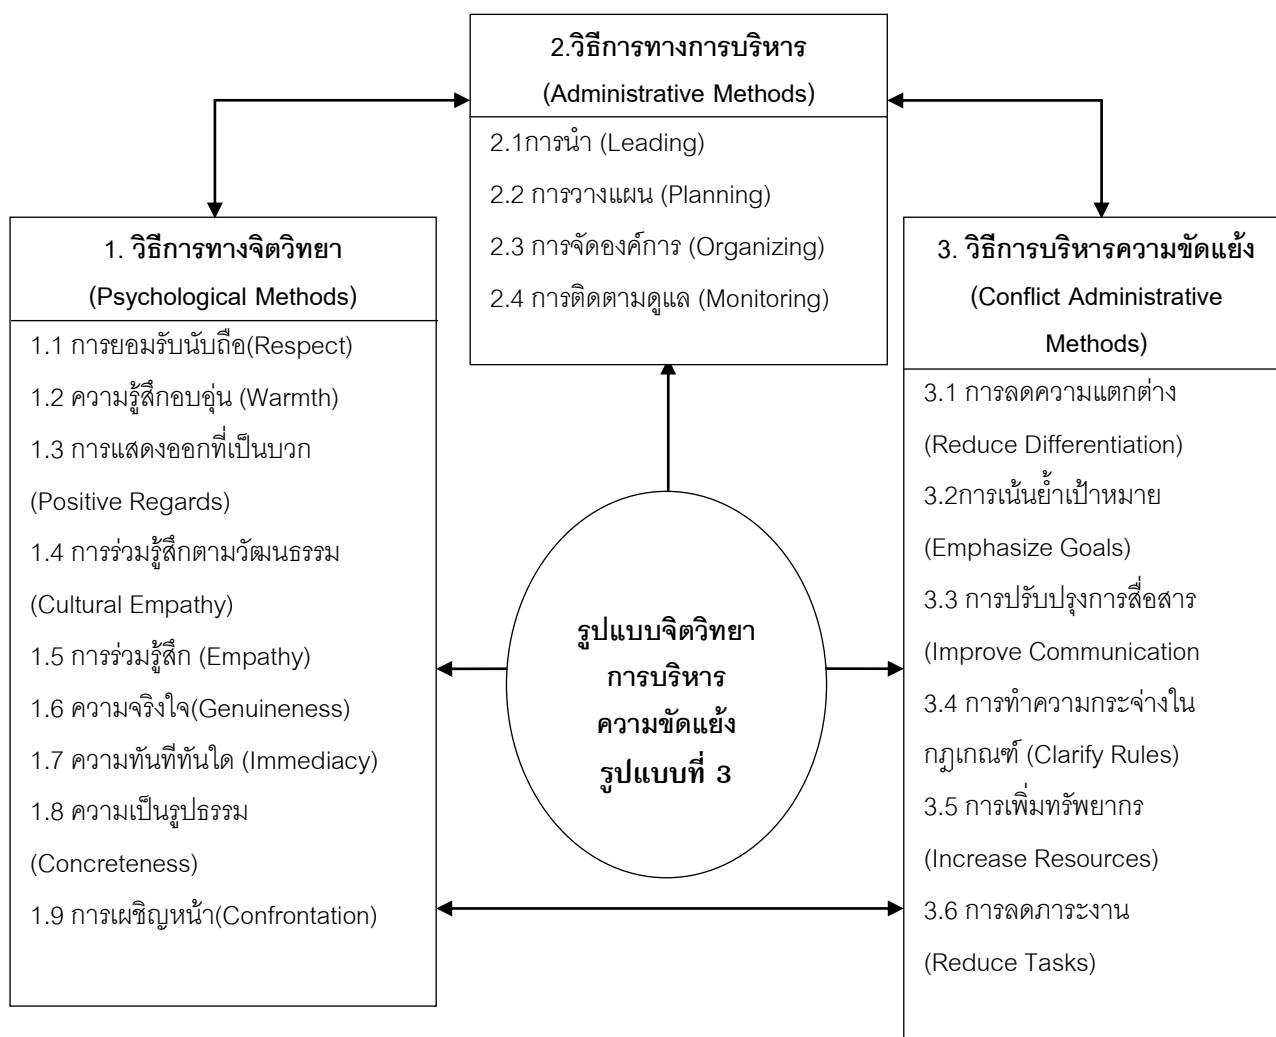 2.วิธีการทางการบริหาร
(Administrative Methods)
2.1การนำ (Leading)
2.2 การวางแผน (Planning)
2.3 การจัดองค์การ (Organizing)
2.4 การติดตามดูแล (Monitoring)
1. วิธีการทางจิตวิทยา
(Psychological Methods)
1.1 การยอมรับนับถือ(Respect)
1.2 ความรู้สึกอบอุ่น (Warmth)
1.3 การแสดงออกที่เป็นบวก
(Positive Regards)
1.4 การร่วมรู้สึกตามวัฒนธรรม
(Cultural Empathy)
1.5 การร่วมรู้สึก (Empathy)
1.6 ความจริงใจ(Genuineness)
1.7 ความทันทีทันใด (Immediacy)
1.8 ความเป็นรูปธรรม
(Concreteness)
1.9 การเผชิญหน้า(Confrontation)
รูปแบบจิตวิทยา
การบริหาร
ความขัดแย้ง
รูปแบบที่ 3
3. วิธีการบริหารความขัดแย้ง
(Conflict Administrative
Methods)
3.1 การลดความแตกต่าง
(Reduce Differentiation)
3.2การเน้นย้ำเป้าหมาย
(Emphasize Goals)
3.3 การปรับปรุงการสื่อสาร
(Improve Communication
3.4 การทำความกระจ่างใน
กฎเกณฑ์ (Clarify Rules)
3.5 การเพิ่มทรัพยากร
(Increase Resources)
3.6 การลดภาระงาน
(Reduce Tasks)